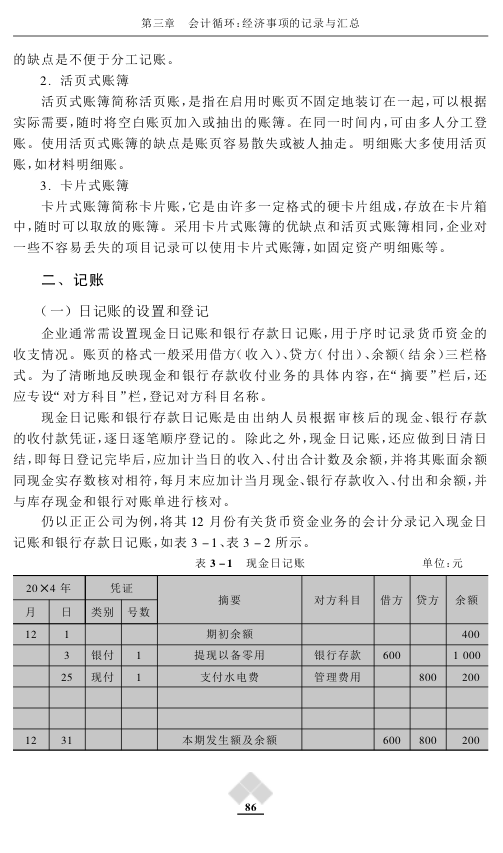 第三章　会计循环:经济事项的记录与汇总
的缺点是不便于分工记账。
2. 活页式账簿
活页式账簿简称活页账,是指在启用时账页不固定地装订在一起,可以根据
实际需要,随时将空白账页加入或抽出的账簿。在同一时间内,可由多人分工登
账。使用活页式账簿的缺点是账页容易散失或被人抽走。明细账大多使用活页
账,如材料明细账。
3. 卡片式账簿
卡片式账簿简称卡片账,它是由许多一定格式的硬卡片组成,存放在卡片箱
中,随时可以取放的账簿。采用卡片式账簿的优缺点和活页式账簿相同,企业对
一些不容易丢失的项目记录可以使用卡片式账簿,如固定资产明细账等。
二、记账
(一)日记账的设置和登记
企业通常需设置现金日记账和银行存款日记账,用于序时记录货币资金的
收支情况。账页的格式一般采用借方(收入)、贷方(付出)、余额(结余)三栏格
式。为了清晰地反映现金和银行存款收付业务的具体内容,在“摘要”栏后,还
应专设“对方科目”栏,登记对方科目名称。
现金日记账和银行存款日记账是由出纳人员根据审核后的现金、银行存款
的收付款凭证,逐日逐笔顺序登记的。除此之外,现金日记账,还应做到日清日
结,即每日登记完毕后,应加计当日的收入、付出合计数及余额,并将其账面余额
同现金实存数核对相符,每月末应加计当月现金、银行存款收入、付出和余额,并
与库存现金和银行对账单进行核对。
仍以正正公司为例,将其 12 月份有关货币资金业务的会计分录记入现金日
记账和银行存款日记账,如表 3-1、表 3-2 所示。
表 3-1　现金日记账　单位:元
20×4 年　凭证　摘要　对方科目　借方　贷方　余额
月　日　类别　号数
12　1　期初余额　400
3　银付　1　提现以备零用　银行存款　600　1 000
25　现付　1　支付水电费　管理费用　800　200
12　31　本期发生额及余额　600　800　200
86